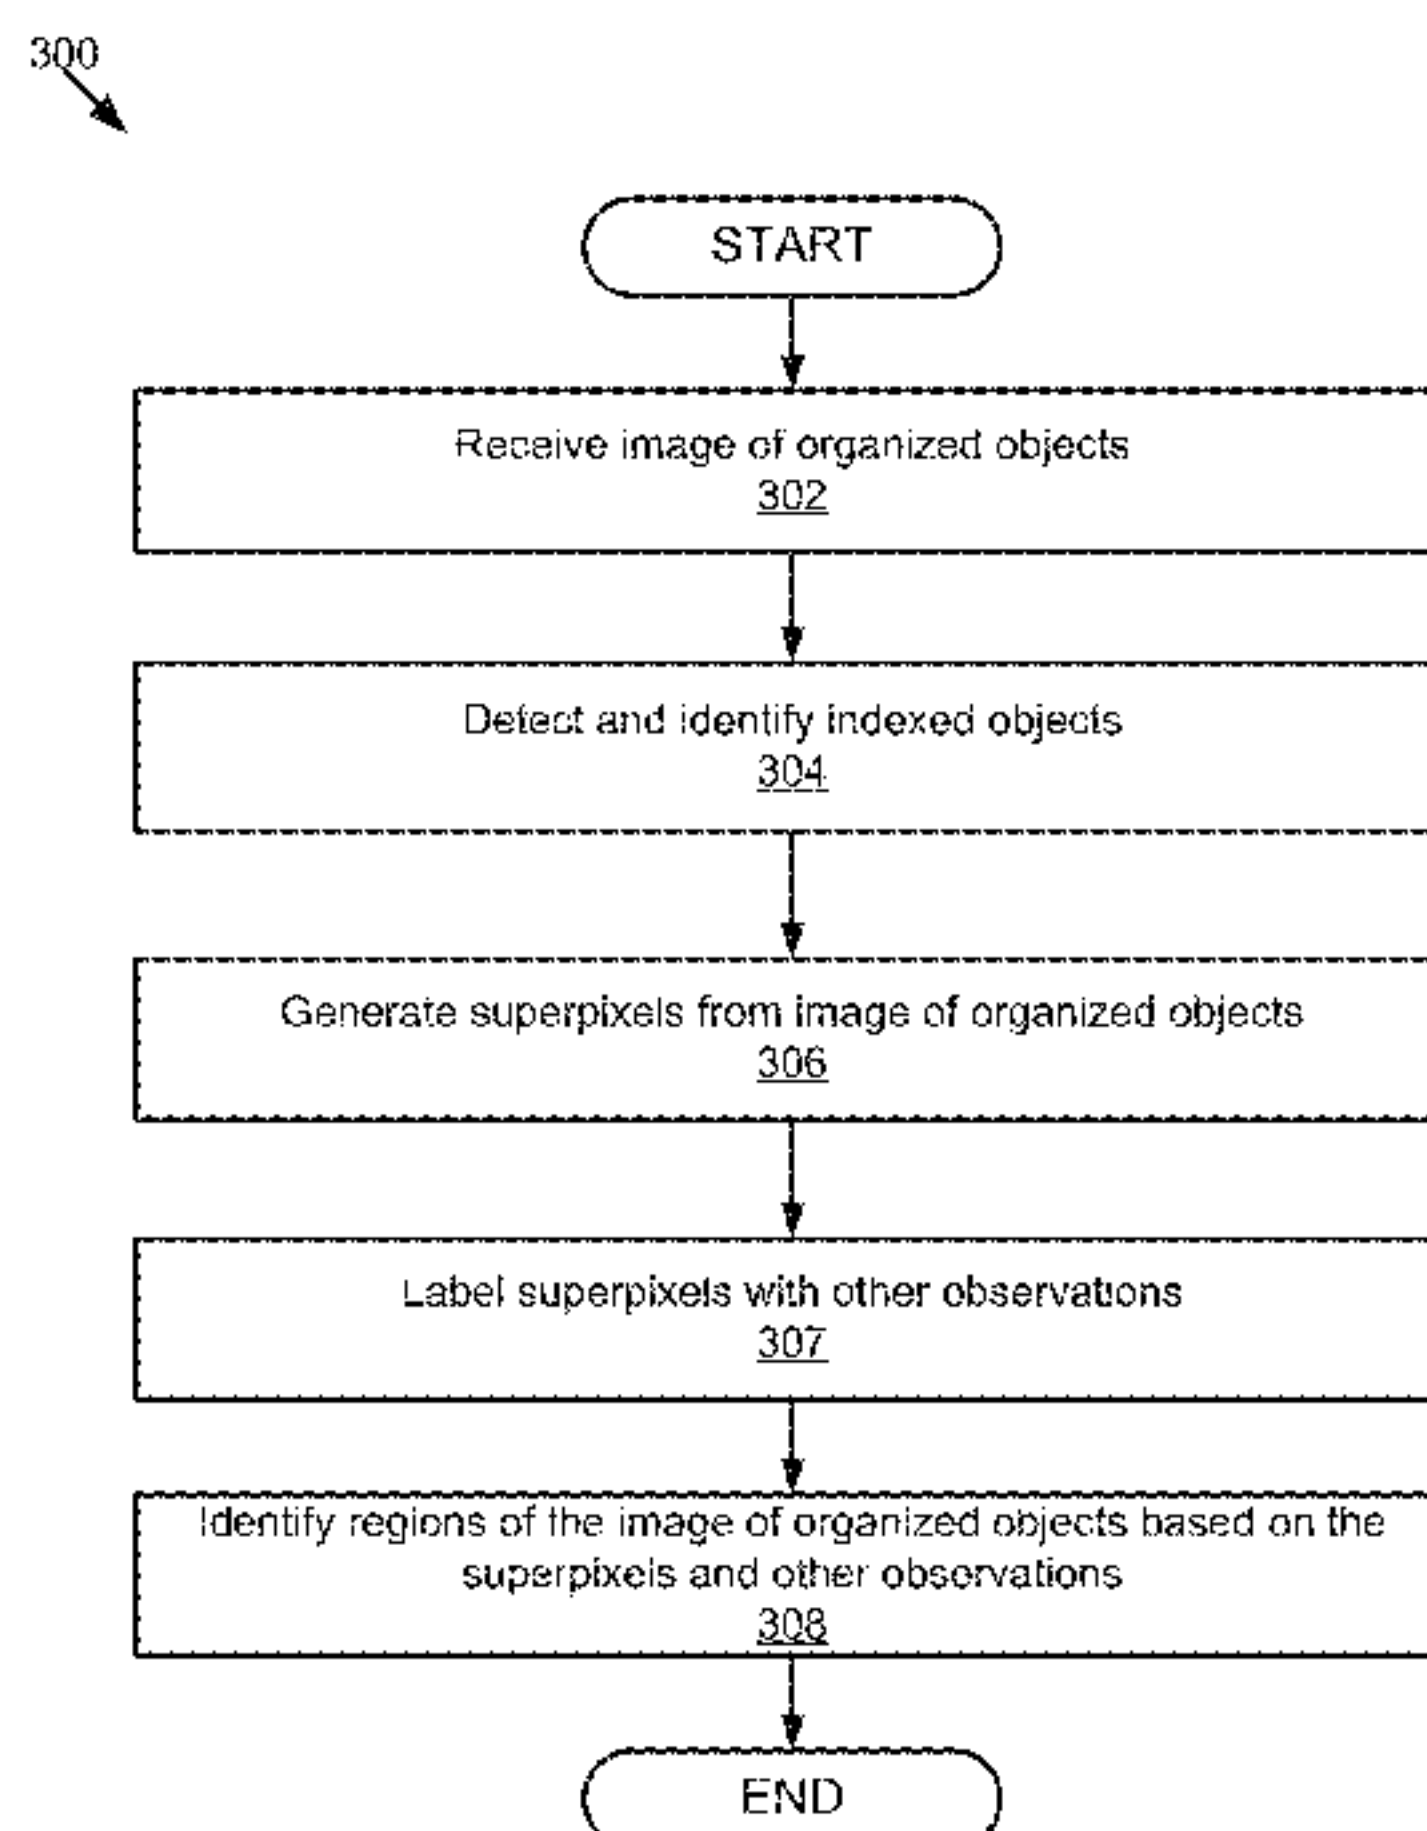 300
START
Receive image of organized objects
302
Detect and identify indexed objects
304
Generate superpixels from image of organized objects
306
Label superpixels with other observations
307
Identify regions of the image of organized objects based on the
superpixels and other observations
308
END